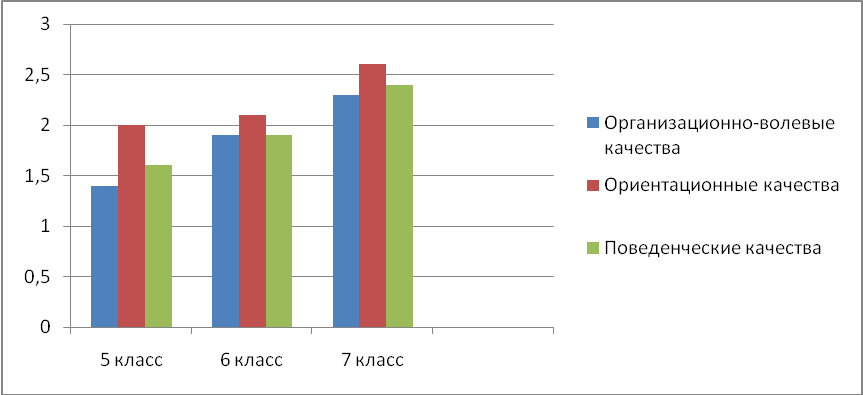 3
2,5
2
1,5
1
0,5
0
5 класс
6 класс
7 класс
Организационно-волевые
качества
Ориентационные качества
Поведенческие качества